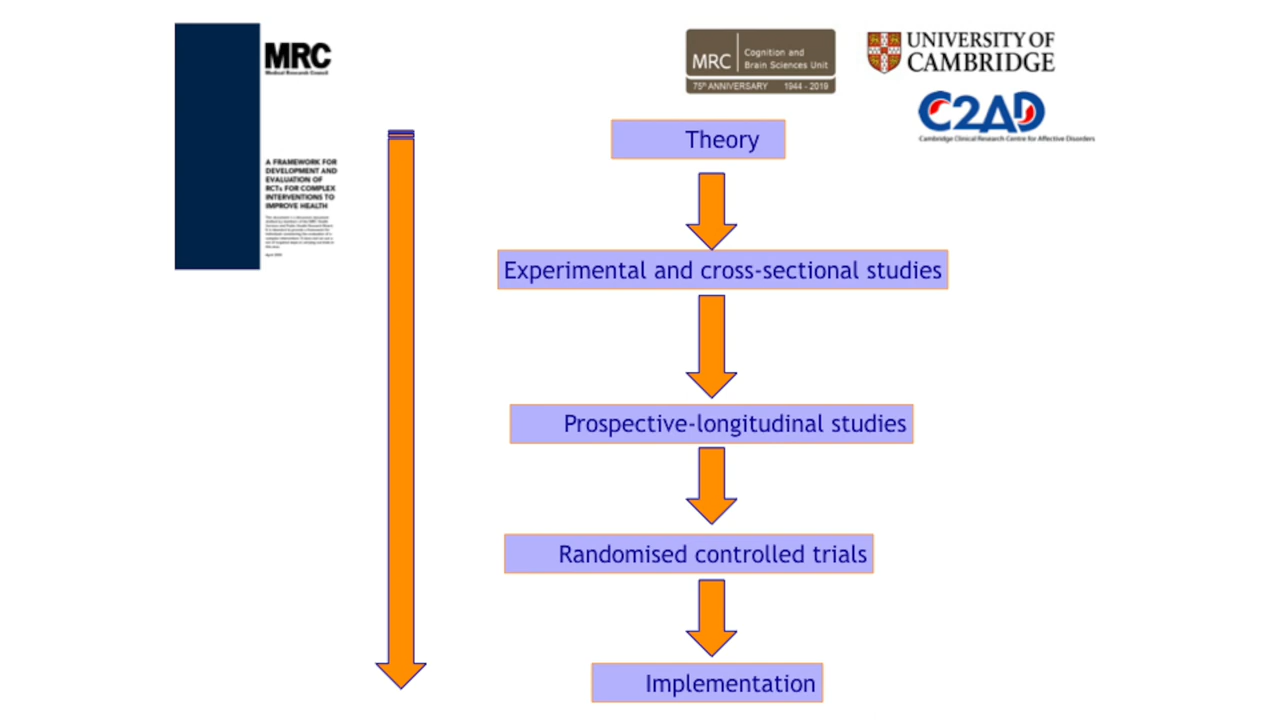 MRC
Medical Research Council
A FRAMEWORK FOR
DEVELOPMENT AND
EVALUATION OF
RCTs FOR COMPLEX
INTERVENTIONS TO
IMPROVE HEALTH
MRC
Cognition and
Brain Sciences Unit
75th ANNIVERSARY 1944 - 2019
UNIVERSITY OF
CAMBRIDGE
C2AD
Cambridge Clinical Research Centre for Affective Disorders
Theory
Experimental and cross-sectional studies
Prospective-longitudinal studies
Randomised controlled trials
Implementation